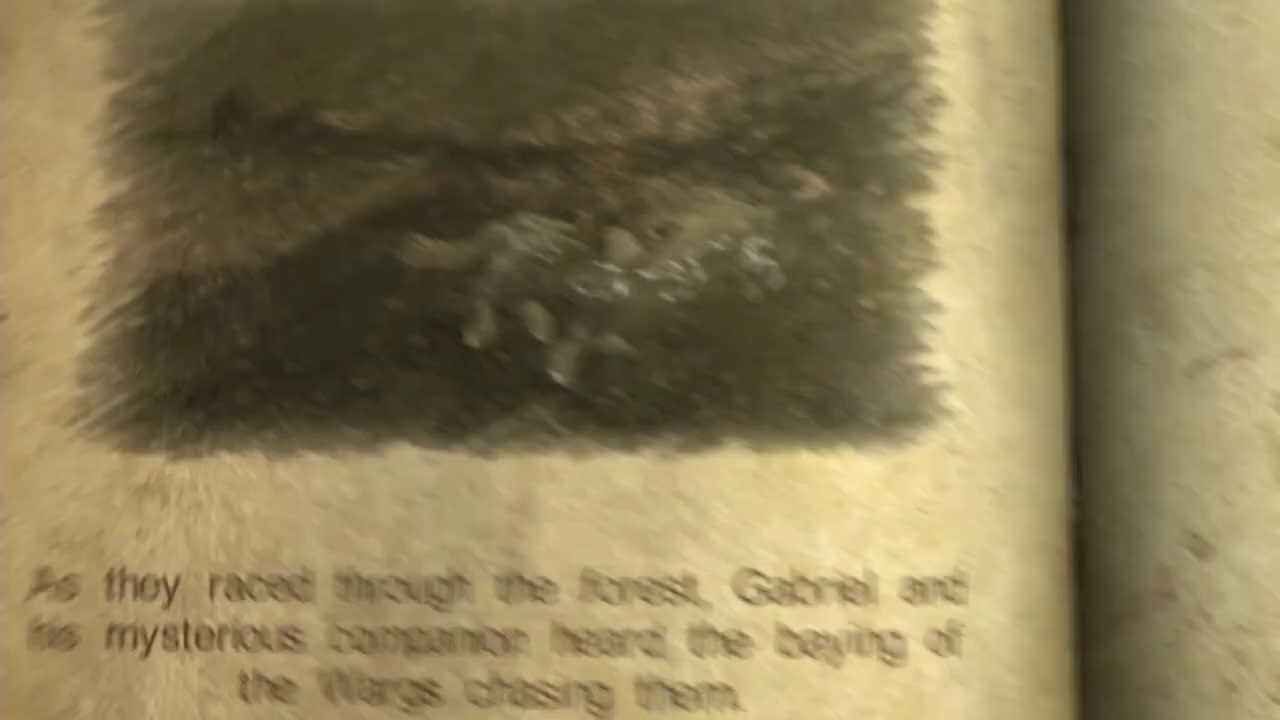 As they raced through the forest, Gabriel and
his mysterious companion heard the baying of
the Wargs chasing them.